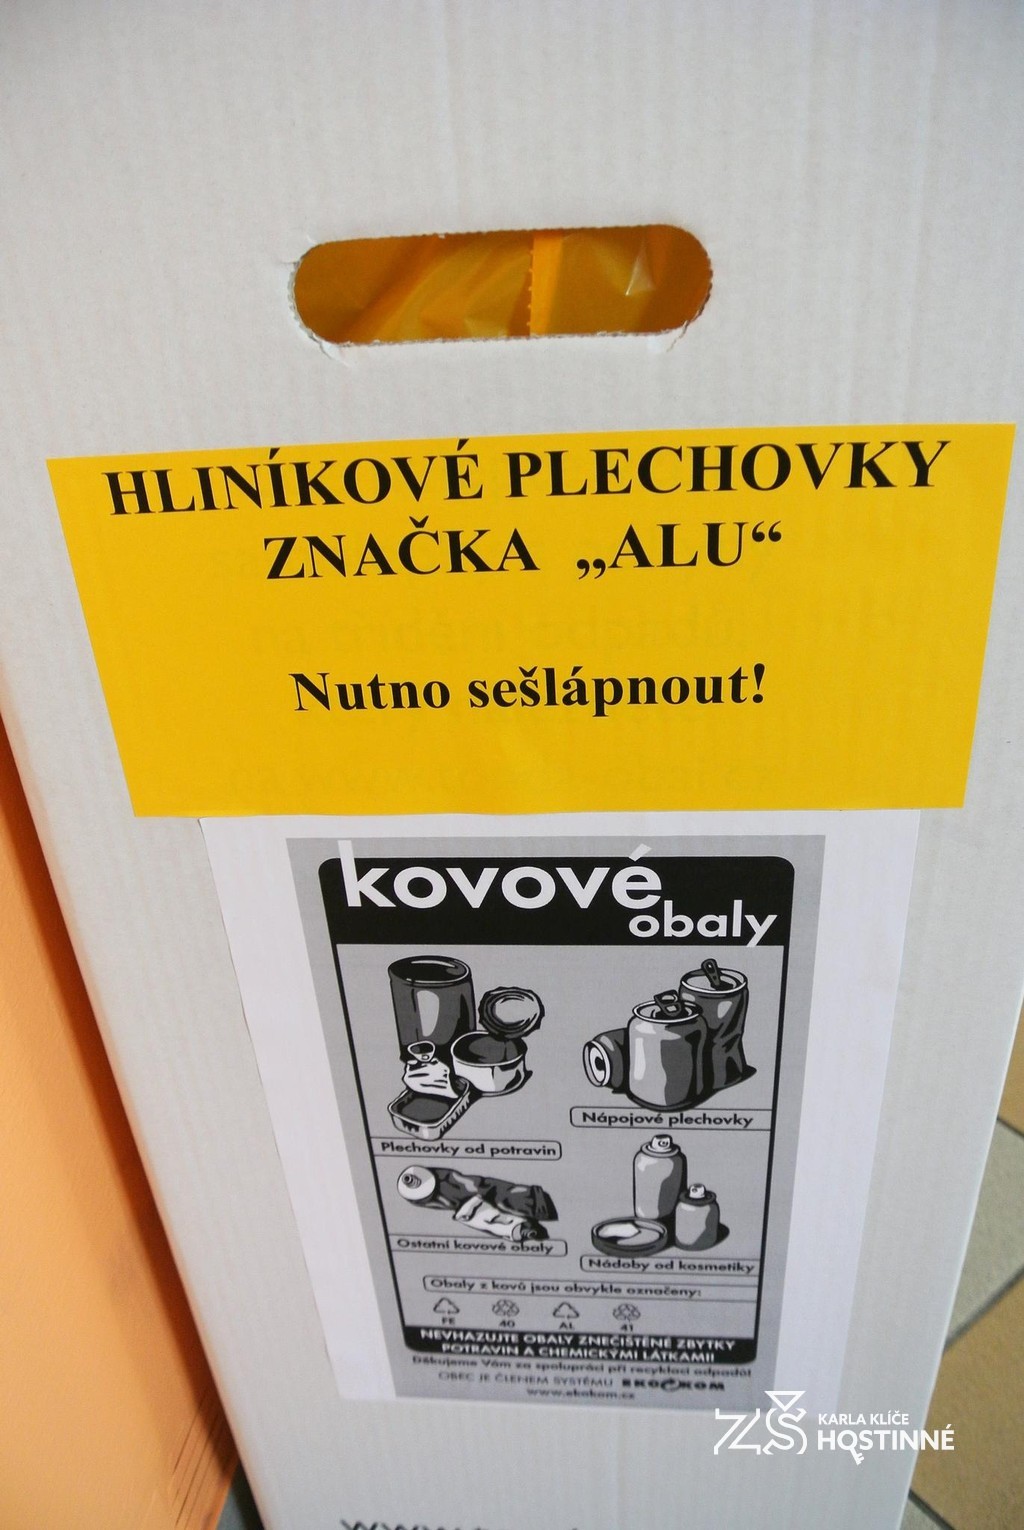 HLINÍKOVÉ PLECHOVKY
ZNAČKA „ALU“
Nutno sešlápnout!
kovové
obaly
Nápojové plechovky
Plechovky od potravin
Ostatní kovové obaly
Nádoby od kosmetiky
Obaly z kovů jsou obvykle označeny:
FE 40 AL 41
NEVHAZUJTE OBALY ZNEČIŠTĚNÉ ZBYTKY
POTRAVIN A CHEMICKÝMI LÁTKAMI!
Děkujeme Vám za spolupráci při recyklaci odpadů!
OBEC JE ČLENEM SYSTÉMU EKOKOM
www.ekokom.cz
ZŠ KARLA KLÍČE
HOSTINNÉ